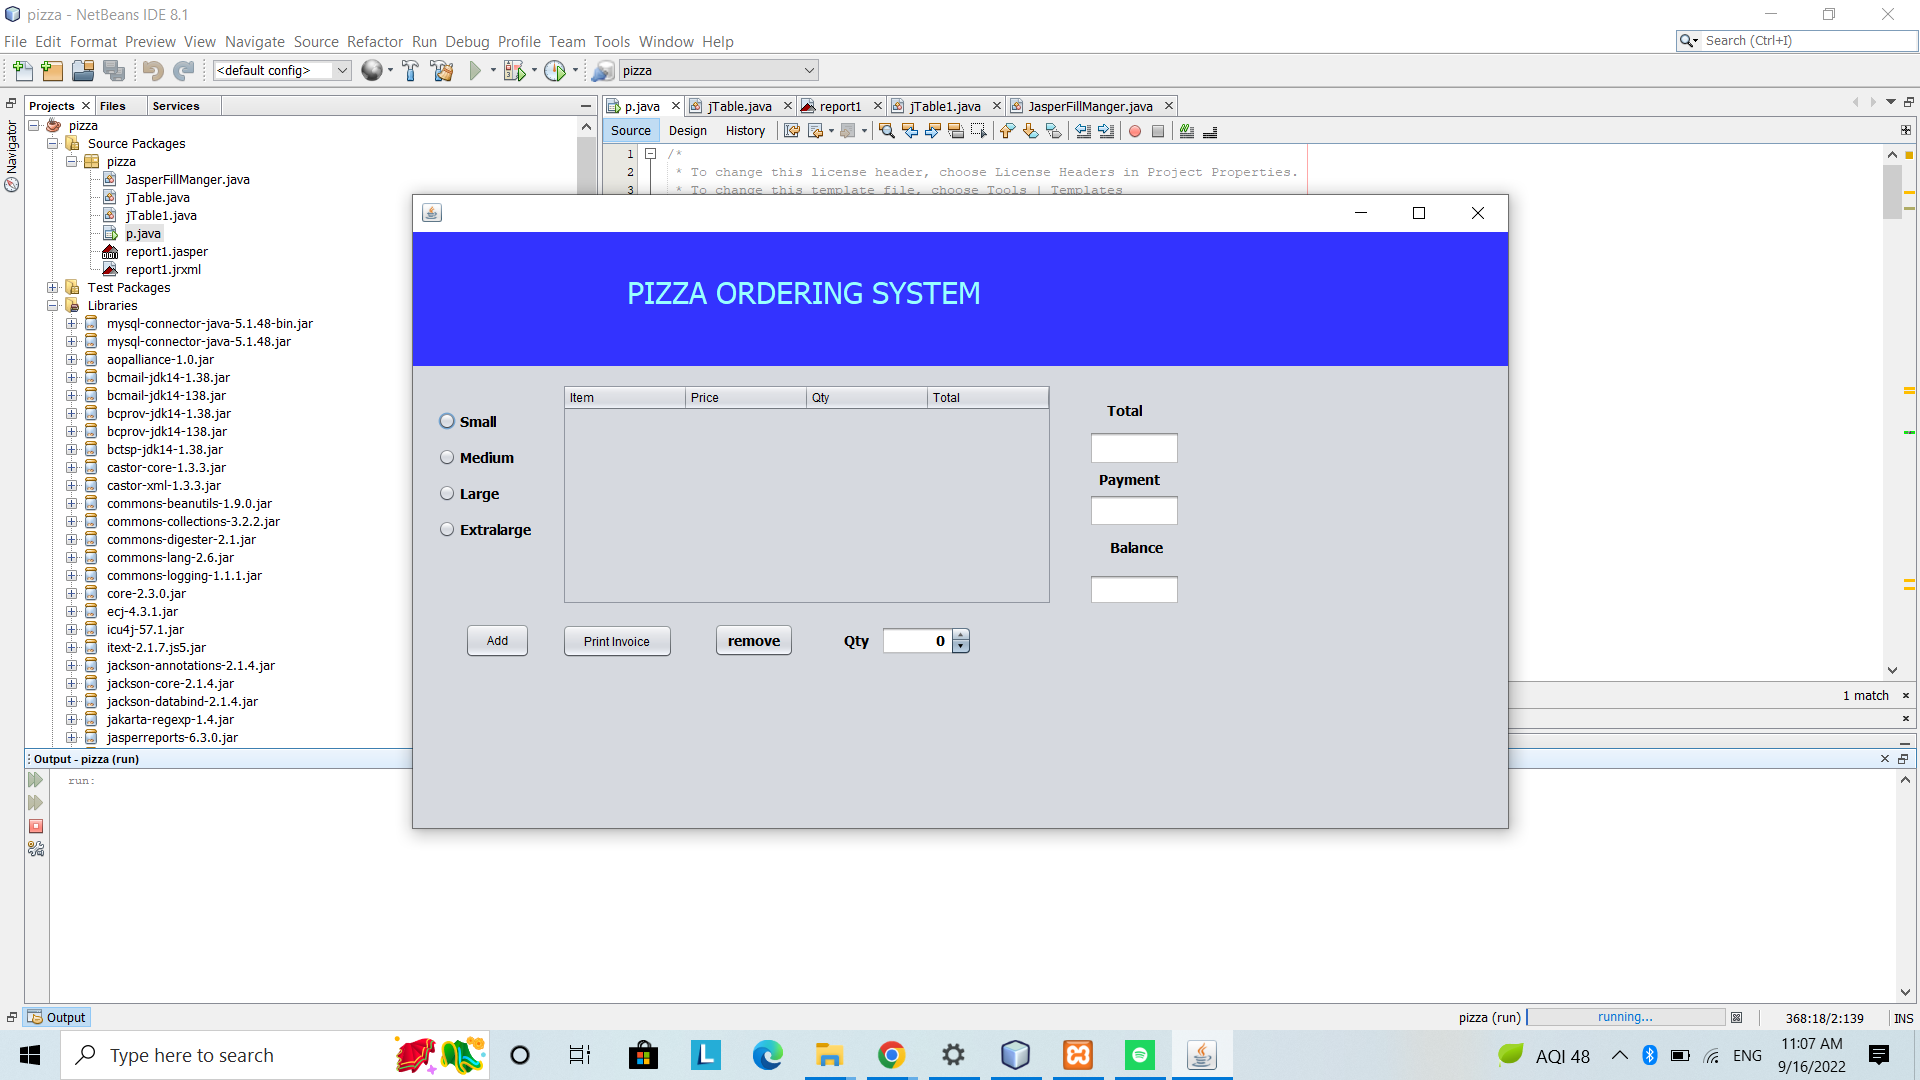 pizza - NetBeans IDE 8.1
File Edit Format Preview View Navigate Source Refactor Run Debug Profile Team Tools Window Help
Search (Ctrl+I)
<default config>
pizza
Navigator
Projects
Files
Services
pizza
Source Packages
pizza
JasperFillManger.java
jTable.java
jTable1.java
p.java
report1.jasper
report1.jrxml
Test Packages
Libraries
mysql-connector-java-5.1.48-bin.jar
mysql-connector-java-5.1.48.jar
aopalliance-1.0.jar
bcmail-jdk14-1.38.jar
bcmail-jdk14-138.jar
bcprov-jdk14-1.38.jar
bcprov-jdk14-138.jar
bctsp-jdk14-1.38.jar
castor-core-1.3.3.jar
castor-xml-1.3.3.jar
commons-beanutils-1.9.0.jar
commons-collections-3.2.2.jar
commons-digester-2.1.jar
commons-lang-2.6.jar
commons-logging-1.1.1.jar
core-2.3.0.jar
ecj-4.3.1.jar
icu4j-57.1.jar
itext-2.1.7.js5.jar
jackson-annotations-2.1.4.jar
jackson-core-2.1.4.jar
jackson-databind-2.1.4.jar
jakarta-regexp-1.4.jar
jasperreports-6.3.0.jar
p.java
jTable.java
report1
jTable1.java
JasperFillManger.java
Source
Design
History
1 /*
2 * To change this license header, choose License Headers in Project Properties.
3 * To change this template file, choose Tools | Templates
PIZZA ORDERING SYSTEM
Small
Medium
Large
Extralarge
Item Price Qty Total
Total
Payment
Balance
Add
Print Invoice
remove
Qty
0
1 match
Output - pizza (run)
run:
Output
pizza (run)
running...
368:18/2:139
INS
Type here to search
L
AQI 48
ENG
11:07 AM
9/16/2022